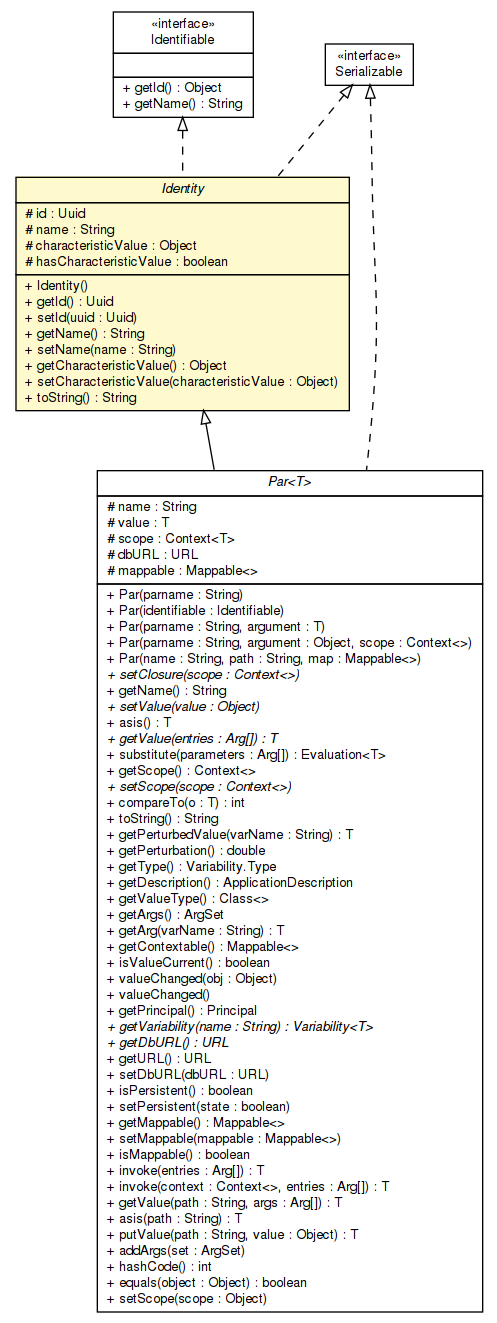 «interface»
Identifiable
+ getId() : Object
+ getName() : String
«interface»
Serializable
Identity
# id : Uuid
# name : String
# characteristicValue : Object
# hasCharacteristicValue : boolean
+ Identity()
+ getId() : Uuid
+ setId(uuid : Uuid)
+ getName() : String
+ setName(name : String)
+ getCharacteristicValue() : Object
+ setCharacteristicValue(characteristicValue : Object)
+ toString() : String
Par<T>
# name : String
# value : T
# scope : Context<T>
# dbURL : URL
# mappable : Mappable<>
+ Par(parname : String)
+ Par(identifiable : Identifiable)
+ Par(parname : String, argument : T)
+ Par(parname : String, argument : Object, scope : Context<>)
+ Par(name : String, path : String, map : Mappable<>)
+ setClosure(scope : Context<>)
+ getName() : String
+ setValue(value : Object)
+ asis() : T
+ getValue(entries : Arg[]) : T
+ substitute(parameters : Arg[]) : Evaluation<T>
+ getScope() : Context<>
+ setScope(scope : Context<>)
+ compareTo(o : T) : int
+ toString() : String
+ getPerturbedValue(varName : String) : T
+ getPerturbation() : double
+ getType() : Variability.Type
+ getDescription() : ApplicationDescription
+ getValueType() : Class<>
+ getArgs() : ArgSet
+ getArg(varName : String) : T
+ getContextable() : Mappable<>
+ isValueCurrent() : boolean
+ valueChanged(obj : Object)
+ valueChanged()
+ getPrincipal() : Principal
+ getVariability(name : String) : Variability<T>
+ getDbURL() : URL
+ getURL() : URL
+ setDbURL(dbURL : URL)
+ isPersistent() : boolean
+ setPersistent(state : boolean)
+ getMappable() : Mappable<>
+ setMappable(mappable : Mappable<>)
+ isMappable() : boolean
+ invoke(entries : Arg[]) : T
+ invoke(context : Context<>, entries : Arg[]) : T
+ getValue(path : String, args : Arg[]) : T
+ asis(path : String) : T
+ putValue(path : String, value : Object) : T
+ addArgs(set : ArgSet)
+ hashCode() : int
+ equals(object : Object) : boolean
+ setScope(scope : Object)